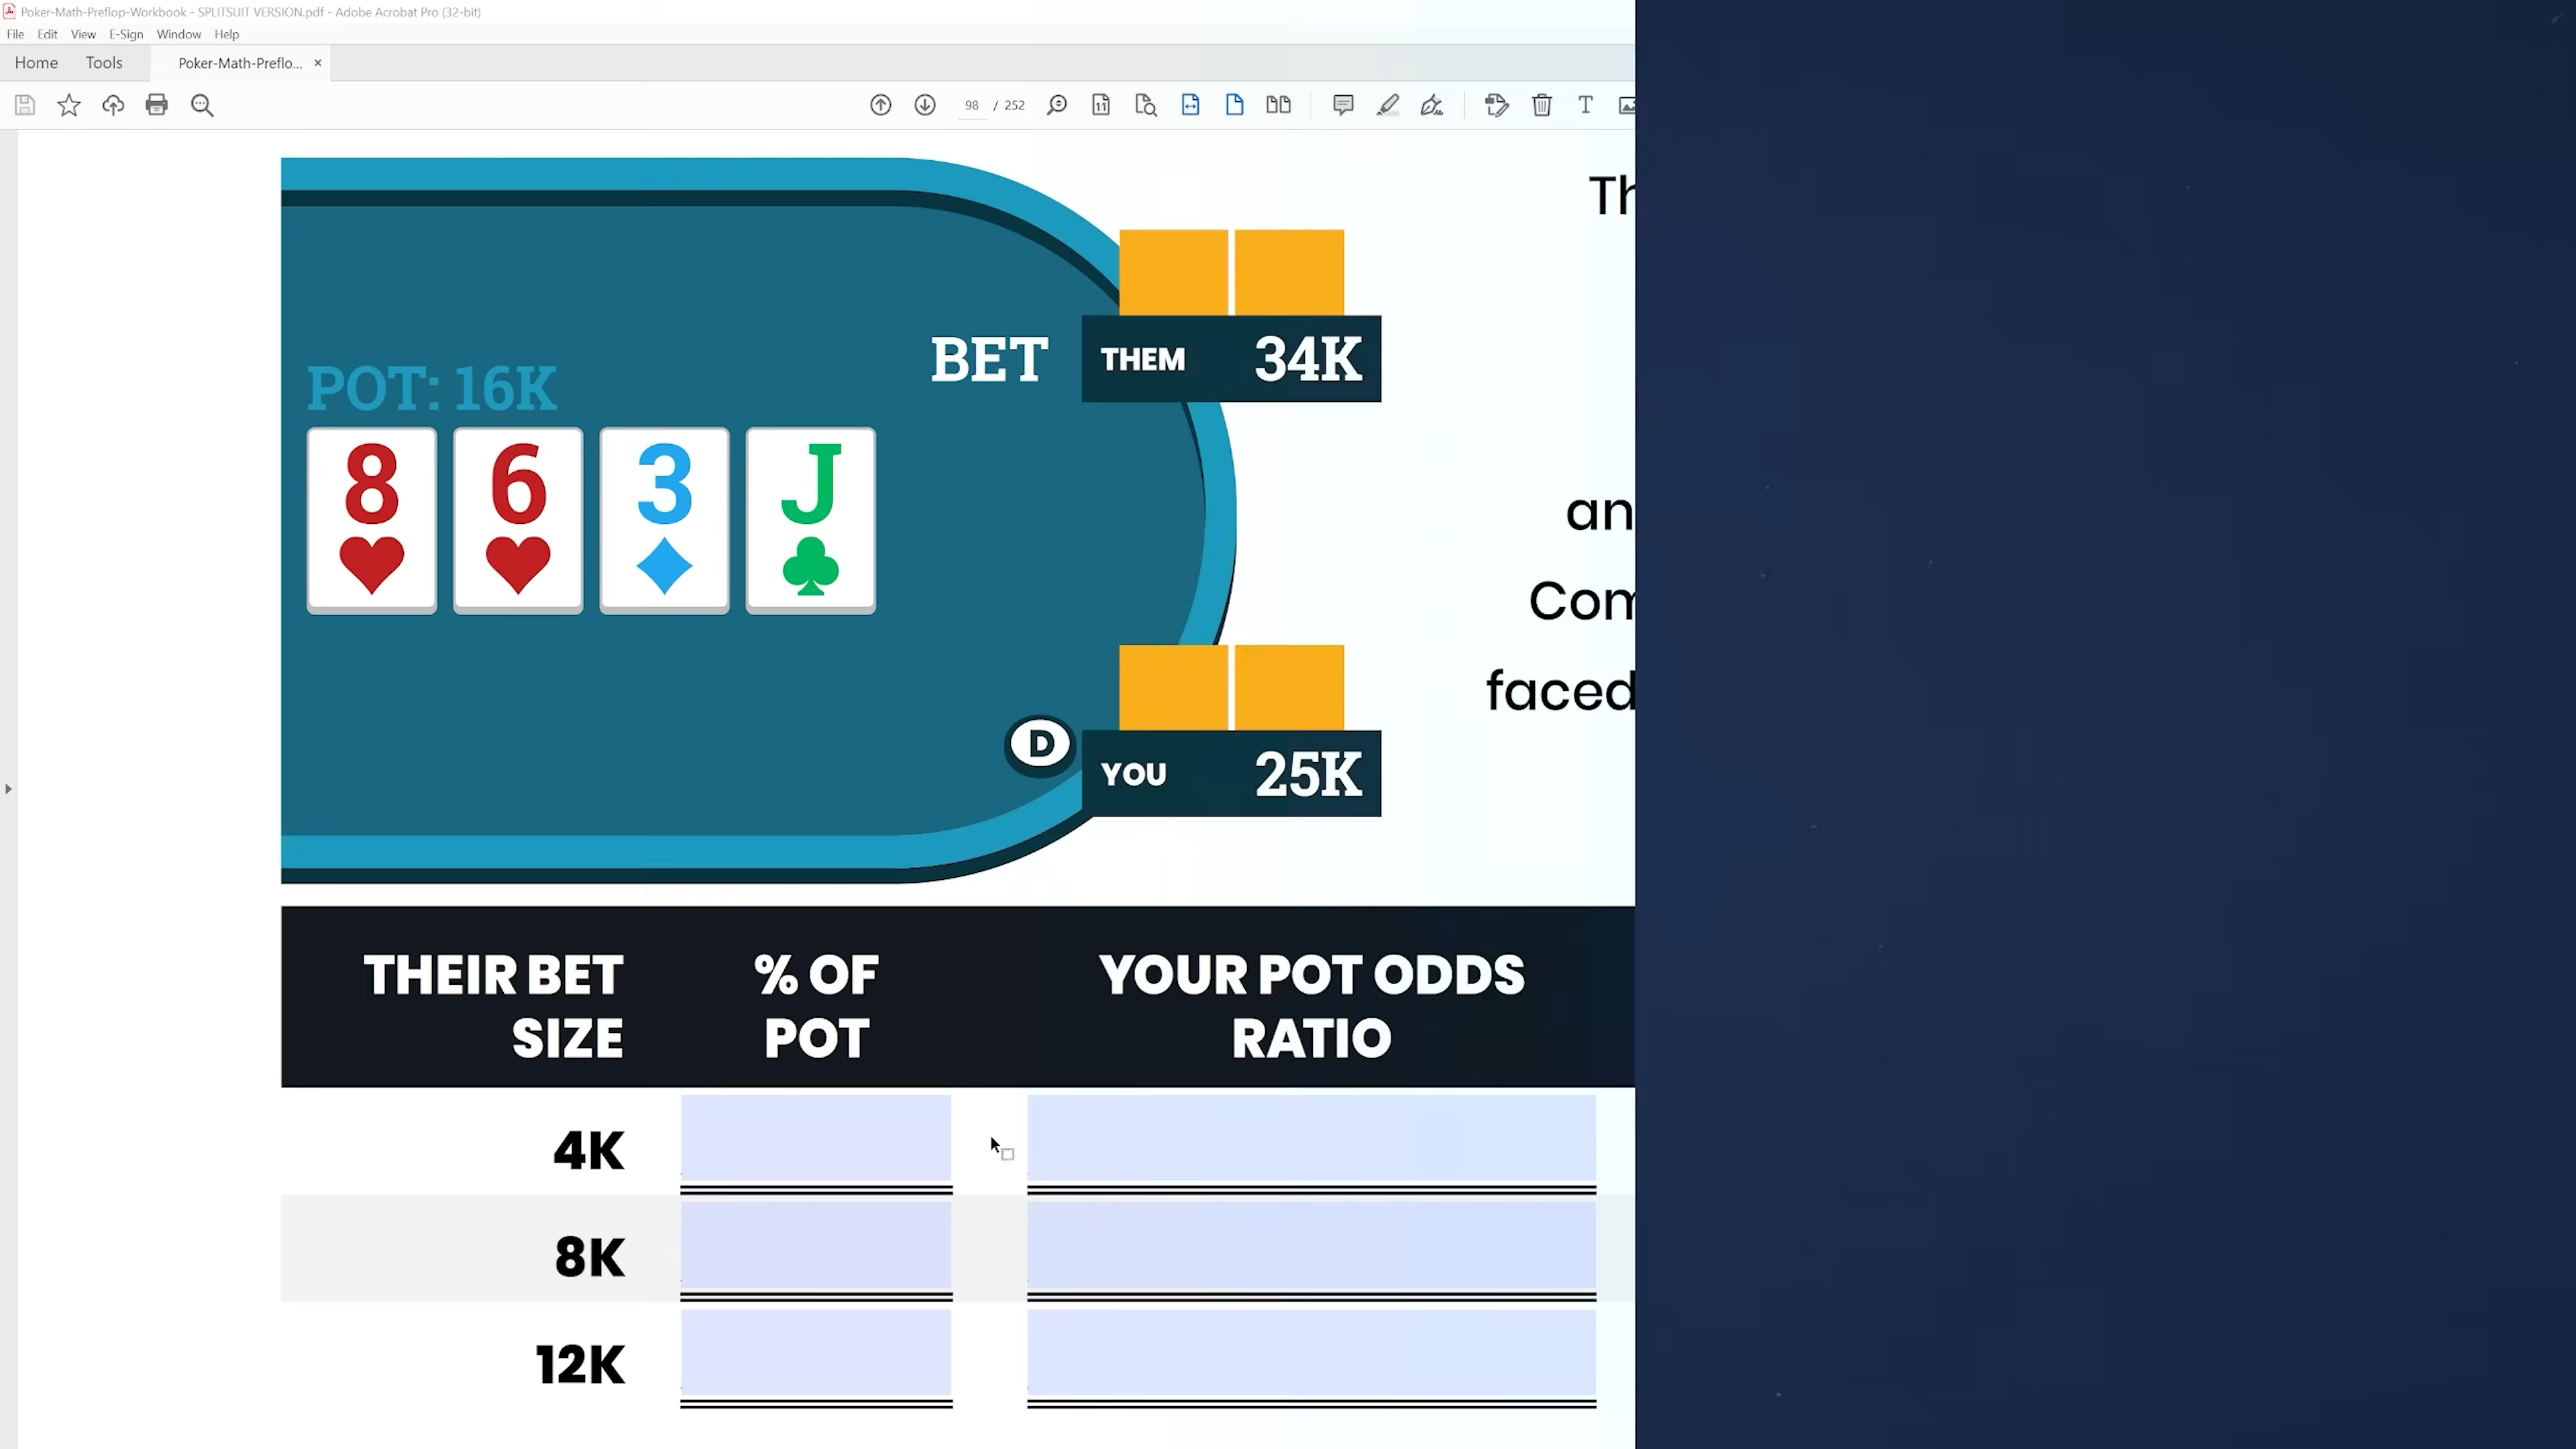 Poker-Math-Preflop-Workbook - SPLITSUIT VERSION.pdf - Adobe Acrobat Pro (32-bit)
File Edit View E-Sign Window Help
Home Tools Poker-Math-Preflo... ×
98 / 252
Th
BET THEM 34K
POT: 16K
8 6 3 J
an
Com
faced
D YOU 25K
THEIR BET SIZE
% OF POT
YOUR POT ODDS RATIO
4K
8K
12K